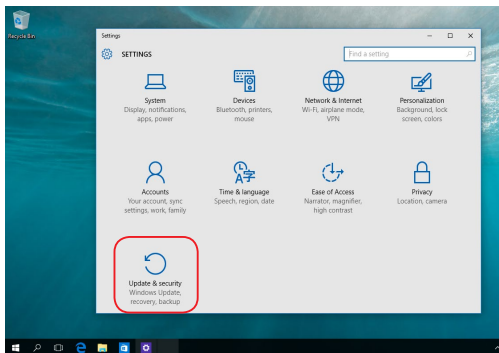 Recycle Bin
Settings
SETTINGS
Find a setting
System
Display, notifications,
apps, power
Devices
Bluetooth, printers,
mouse
Network & Internet
Wi-Fi, airplane mode,
VPN
Personalization
Background, lock
screen, colors
Accounts
Your account, sync
settings, work, family
Time & language
Speech, region, date
Ease of Access
Narrator, magnifier,
high contrast
Privacy
Location, camera
Update & security
Windows Update,
recovery, backup